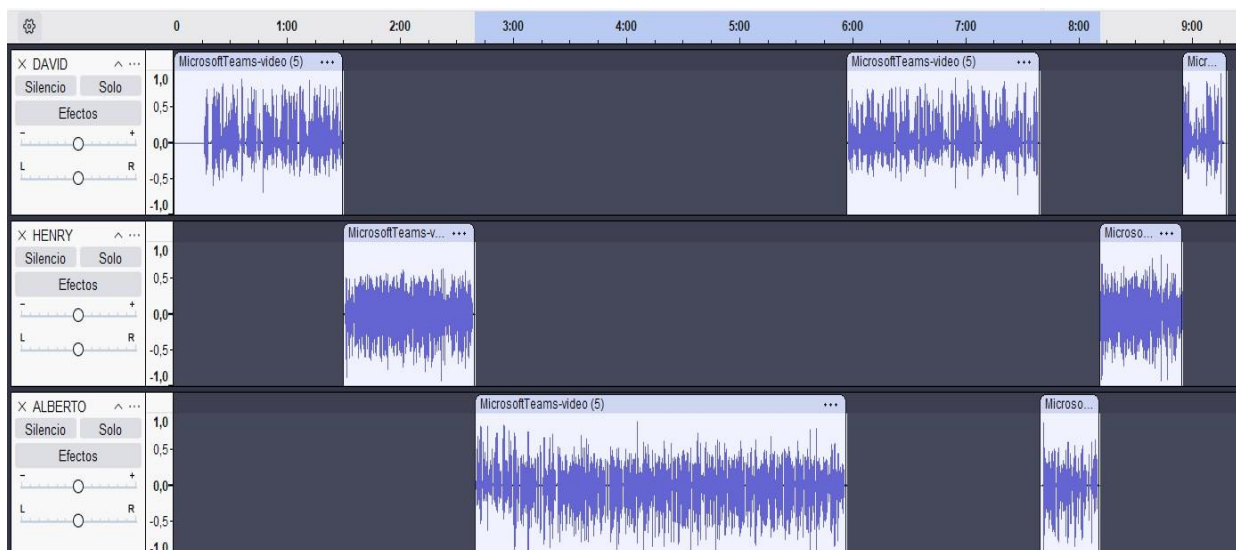 0 1:00 2:00 3:00 4:00 5:00 6:00 7:00 8:00 9:00
× DAVID ^ ...
Silencio Solo
Efectos
- +
L R
1,0
0,5-
0,0-
-0,5-
-1,0
MicrosoftTeams-video (5) ...
MicrosoftTeams-video (5) ...
Micr...
× HENRY ^ ...
Silencio Solo
Efectos
- +
L R
1,0
0,5-
0,0-
-0,5-
-1,0
MicrosoftTeams-v... ...
Microso... ...
× ALBERTO ^ ...
Silencio Solo
Efectos
- +
L R
1,0
0,5-
0,0-
-0,5-
-1,0
MicrosoftTeams-video (5) ...
Microso...